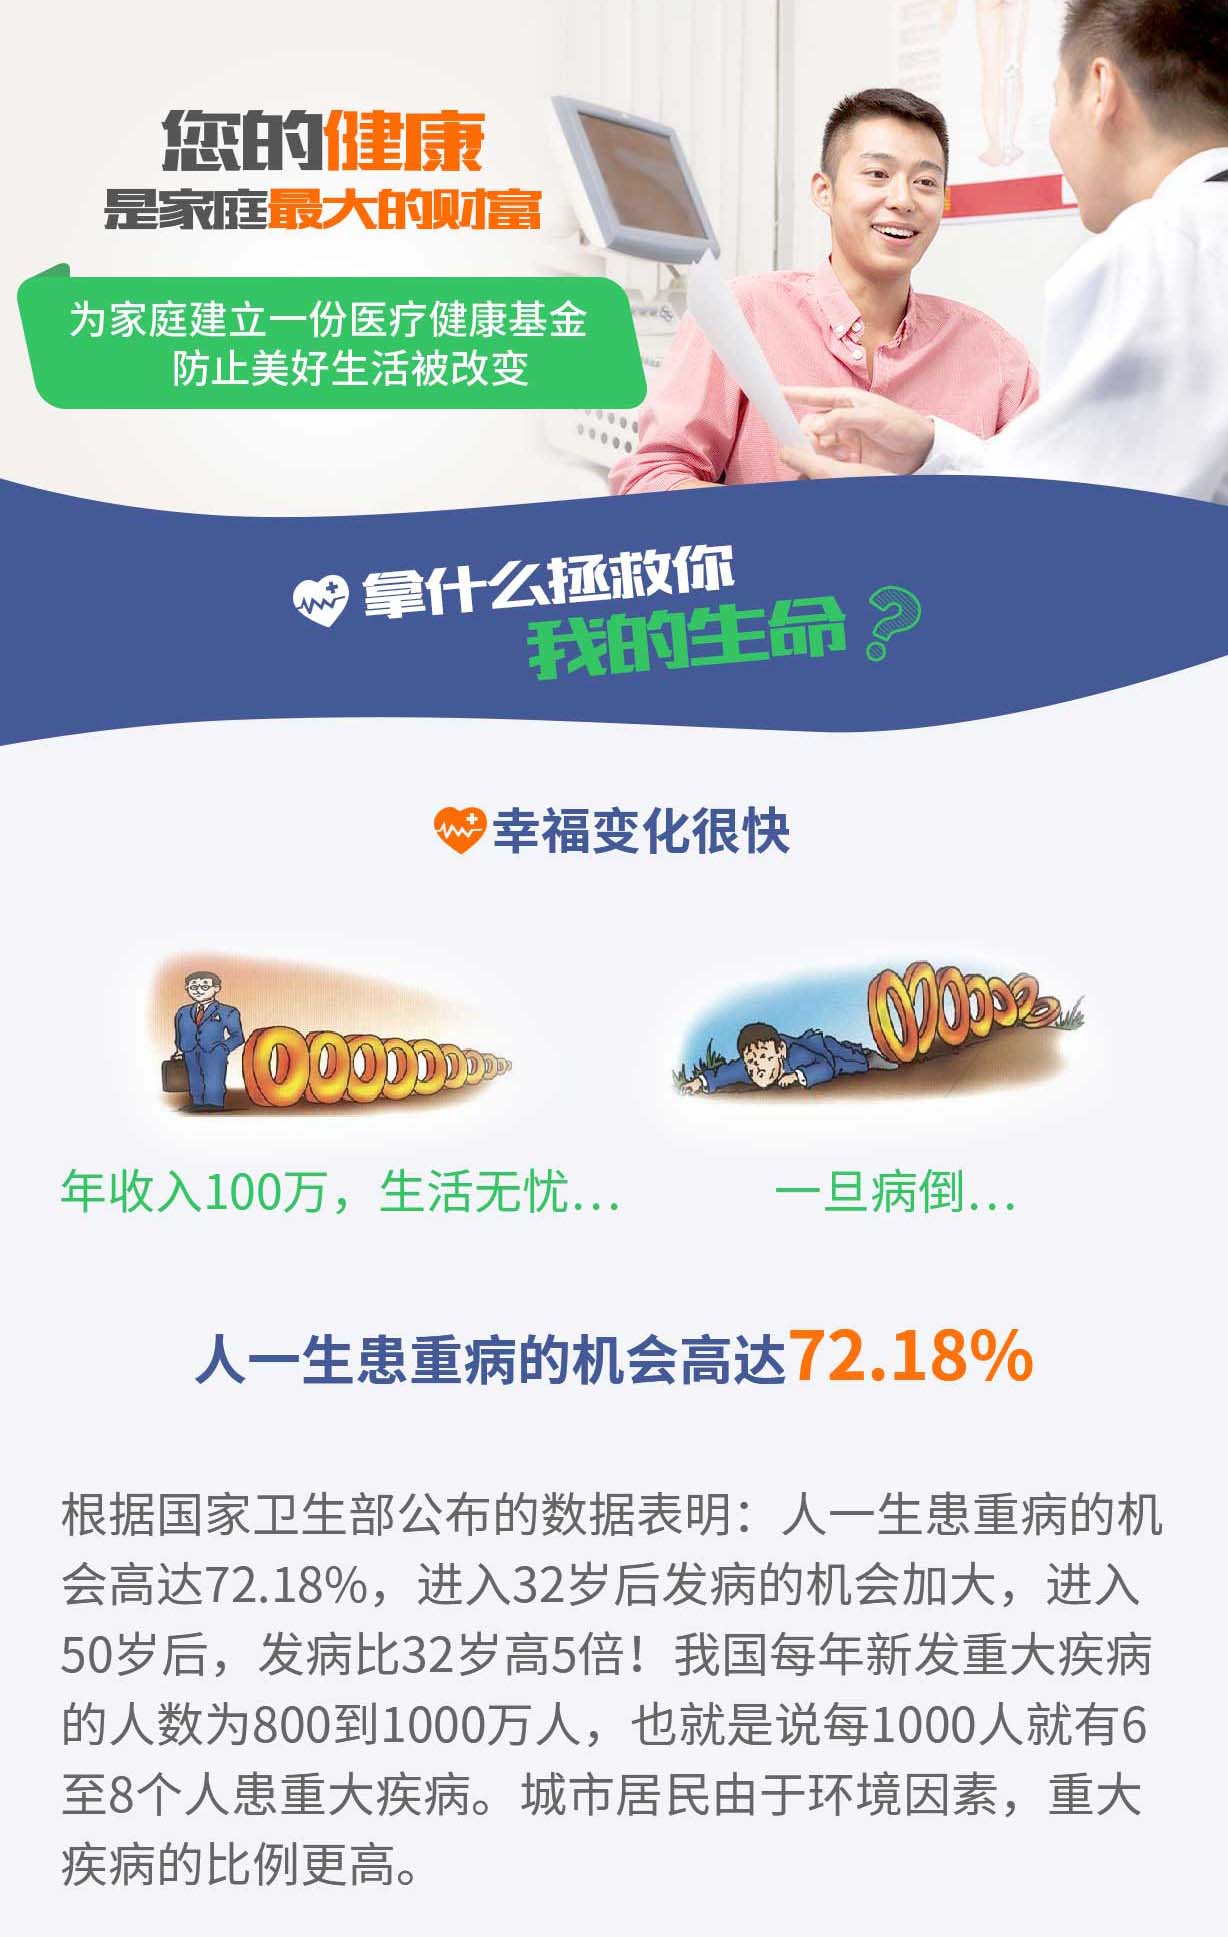 您的健康
是家庭最大的财富
为家庭建立一份医疗健康基金
防止美好生活被改变
拿什么拯救你
我的生命?
幸福变化很快
年收入100万，生活无忧…
一旦病倒…
人一生患重病的机会高达72.18%
根据国家卫生部公布的数据表明：人一生患重病的机
会高达72.18%，进入32岁后发病的机会加大，进入
50岁后，发病比32岁高5倍！我国每年新发重大疾病
的人数为800到1000万人，也就是说每1000人就有6
至8个人患重大疾病。城市居民由于环境因素，重大
疾病的比例更高。